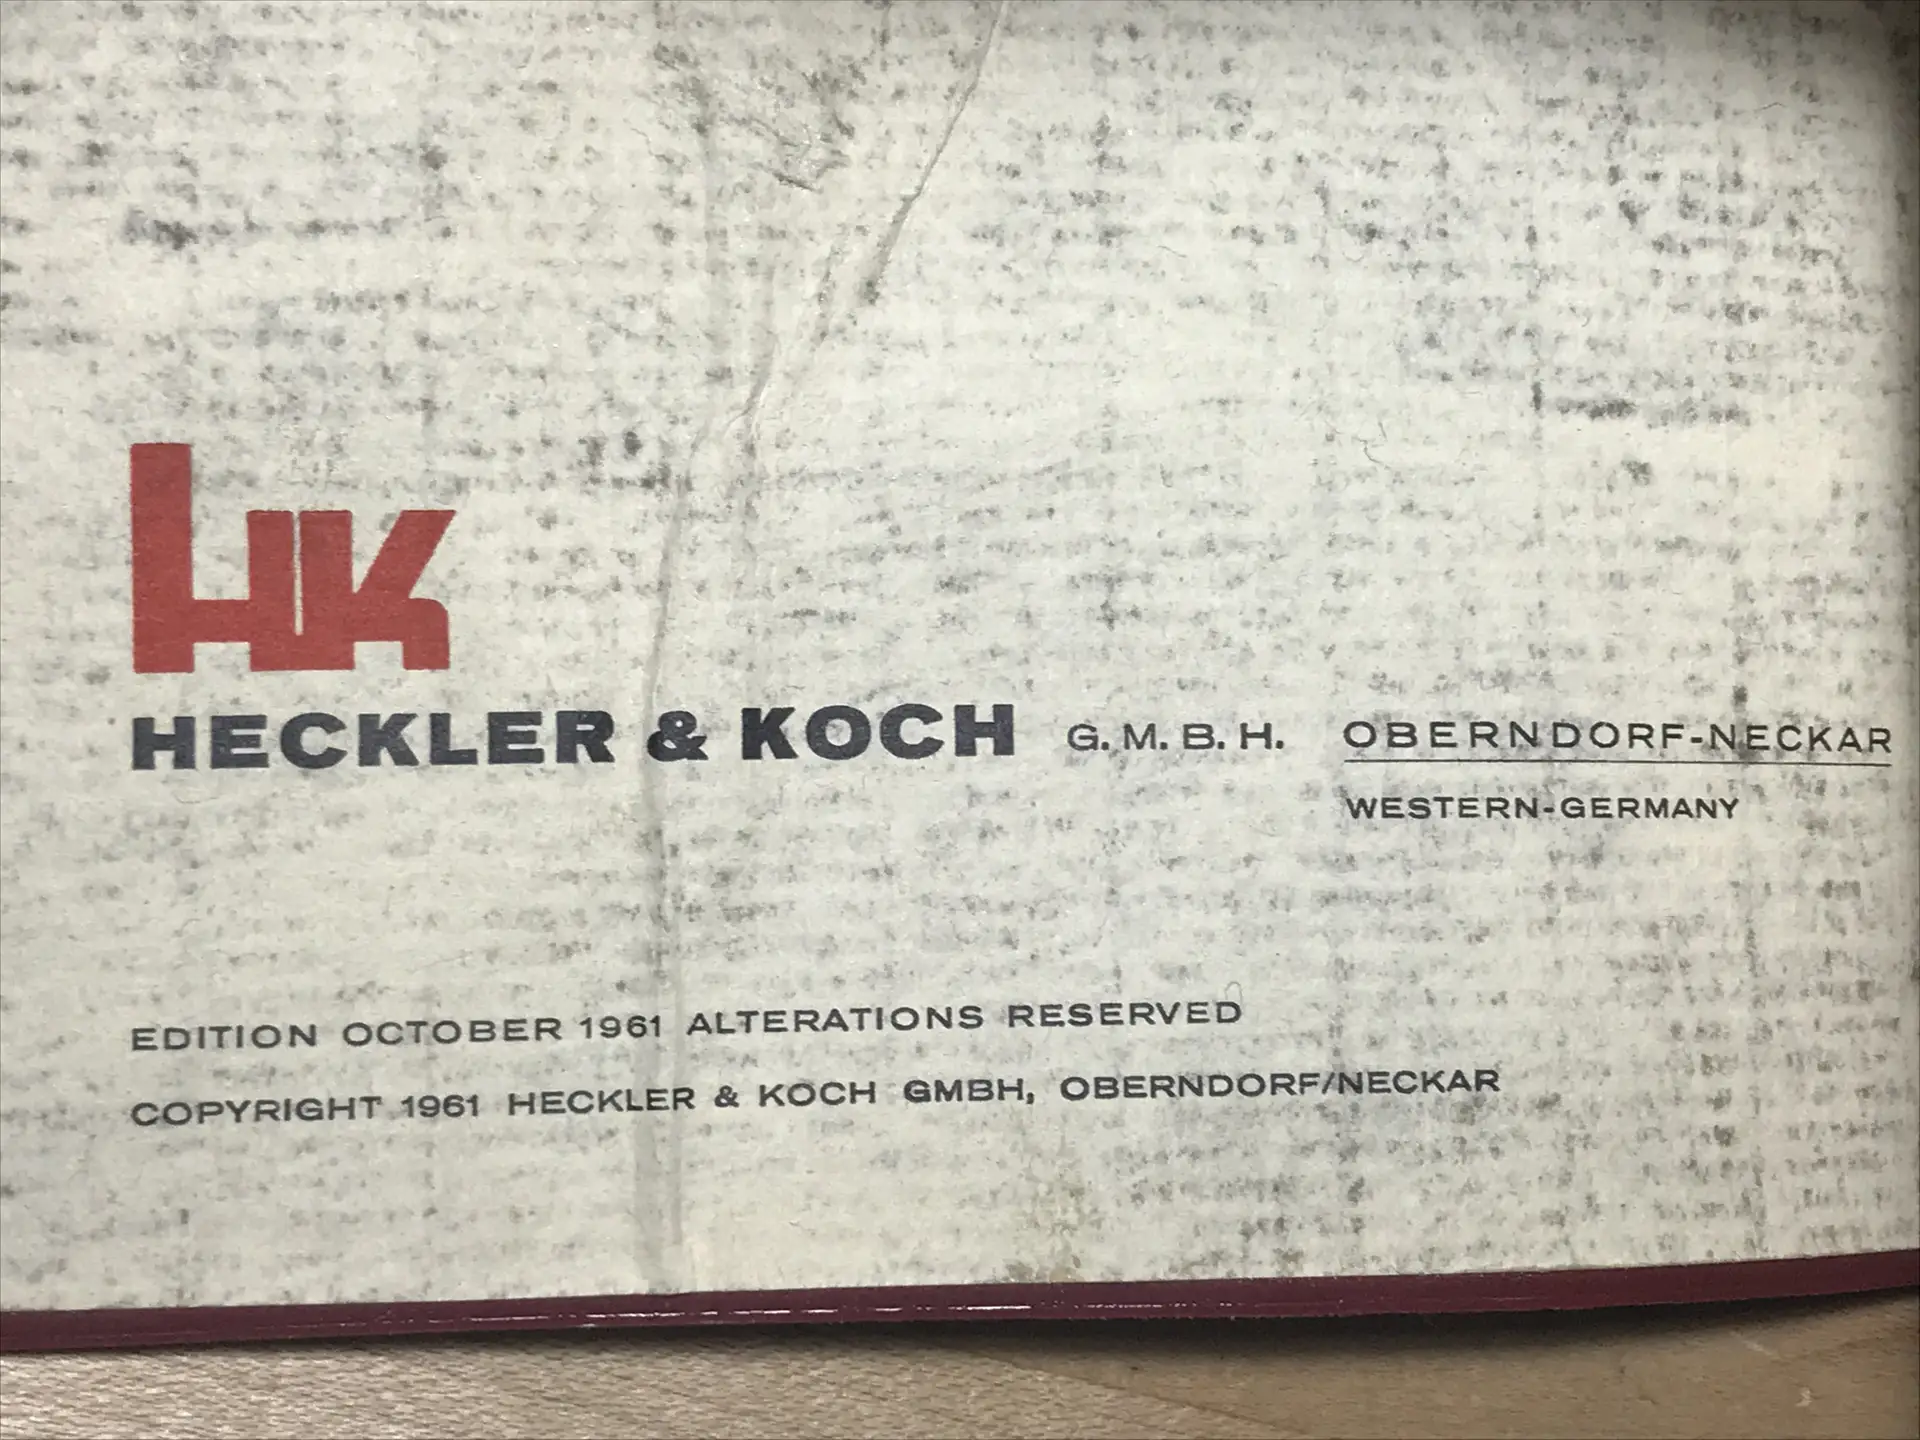 HK
HECKLER & KOCH G. M. B. H. OBERNDORF-NECKAR
WESTERN-GERMANY
EDITION OCTOBER 1961 ALTERATIONS RESERVED
COPYRIGHT 1961 HECKLER & KOCH GMBH, OBERNDORF/NECKAR